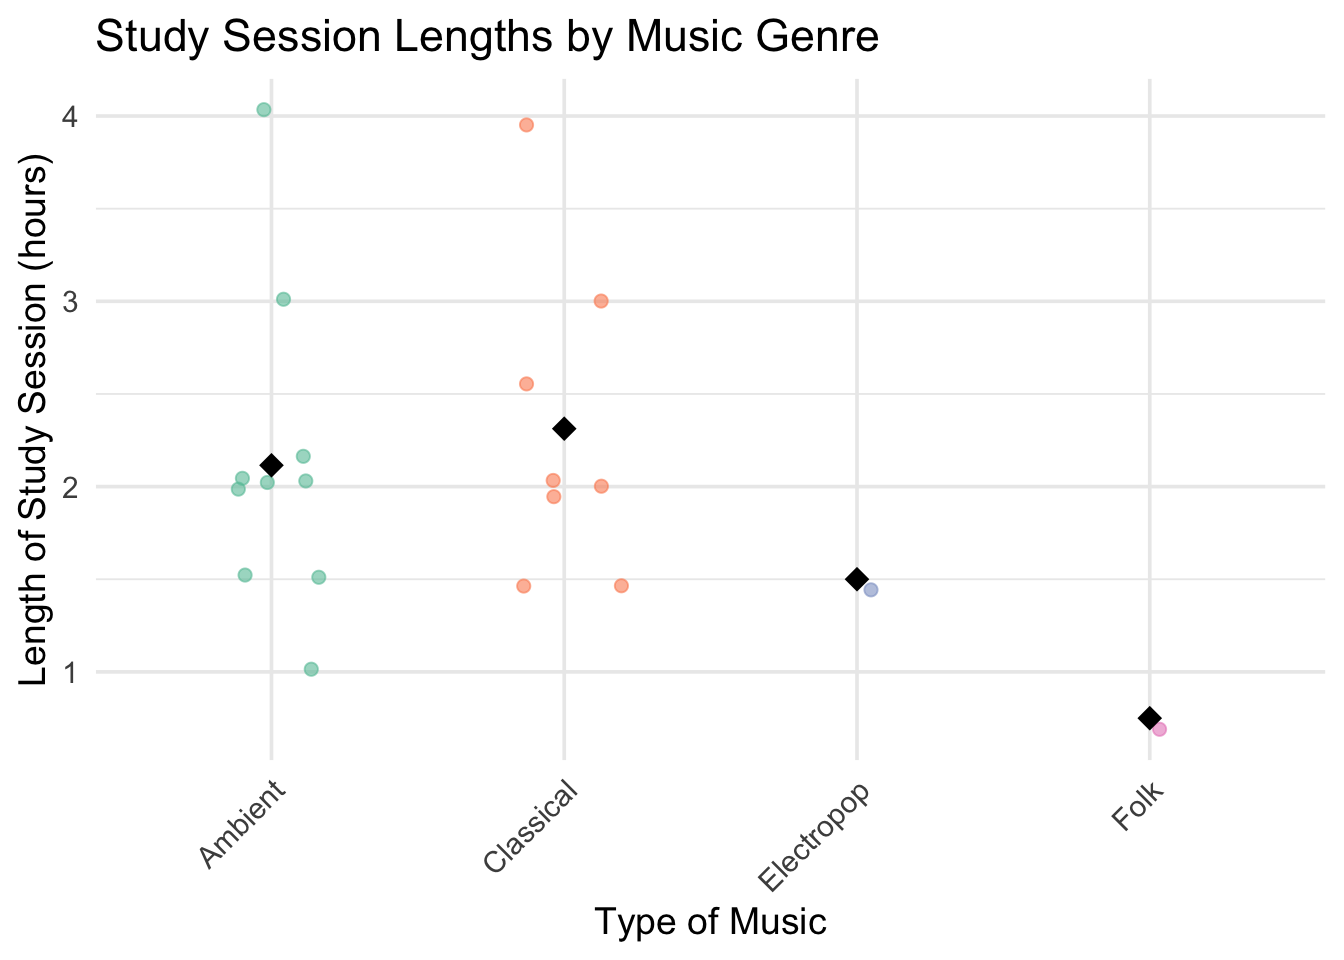 Study Session Lengths by Music Genre
Length of Study Session (hours)
4
3
2
1
Ambient
Classical
Electropop
Folk
Type of Music